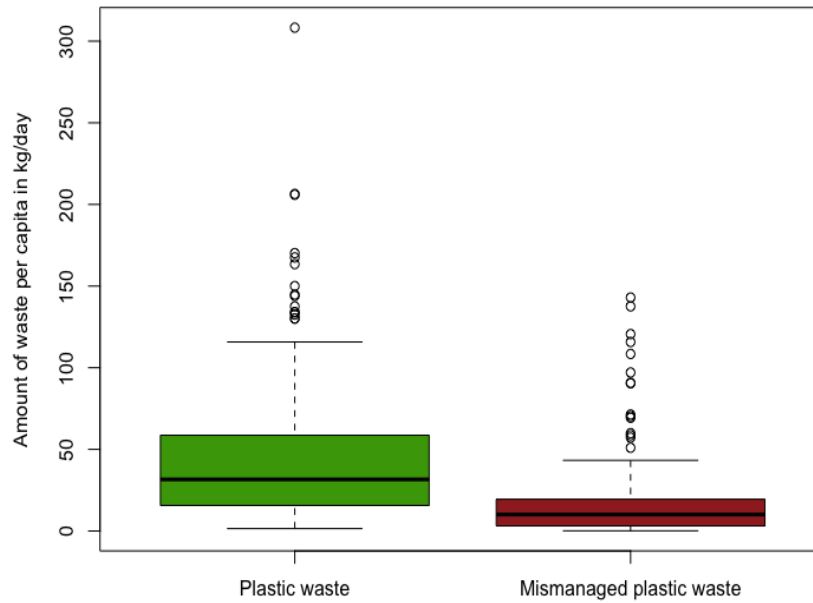 Amount of waste per capita in kg/day
300
250
200
150
100
50
0
Plastic waste
Mismanaged plastic waste